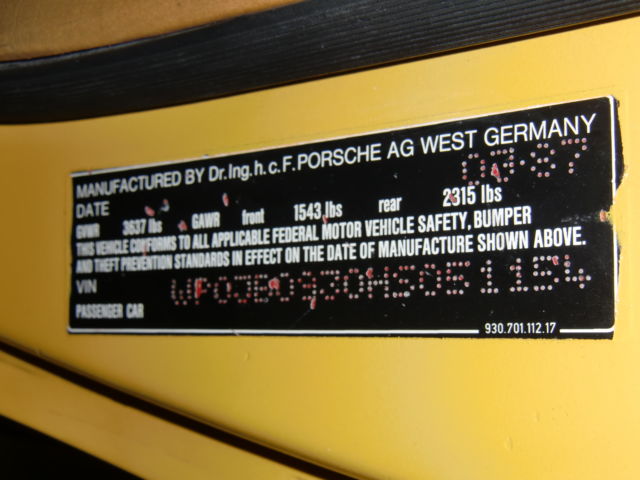 MANUFACTURED BY Dr.Ing.h.c.F.PORSCHE AG WEST GERMANY
DATE 07·87
GVWR 3637 lbs GAWR front 1543 lbs rear 2315 lbs
THIS VEHICLE CONFORMS TO ALL APPLICABLE FEDERAL MOTOR VEHICLE SAFETY, BUMPER
AND THEFT PREVENTION STANDARDS IN EFFECT ON THE DATE OF MANUFACTURE SHOWN ABOVE.
VIN WP0JB0930HS051154
PASSENGER CAR
930.701.112.17